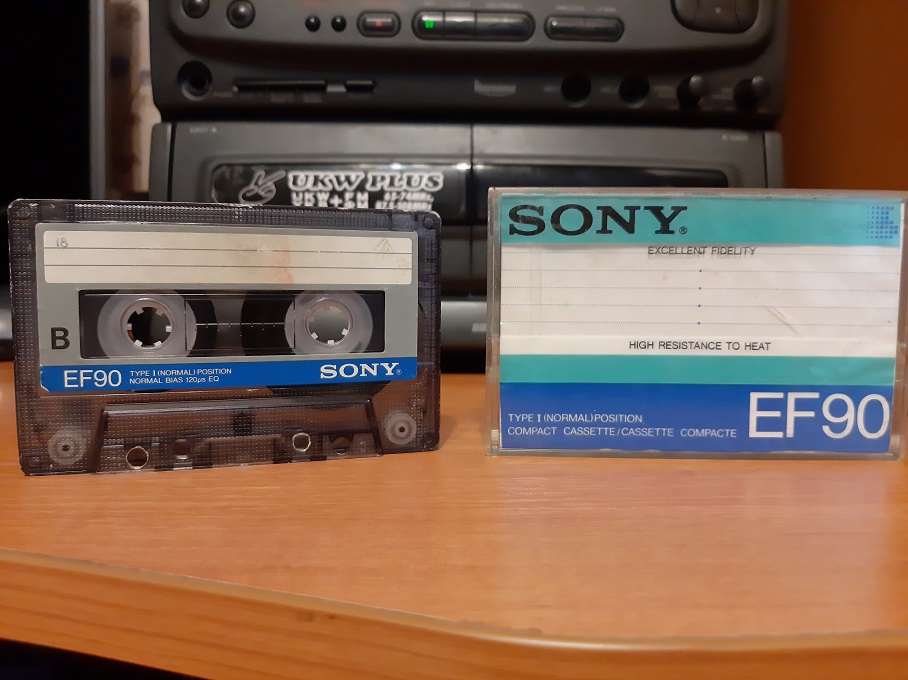 UKW PLUS
18
B
EF90
TYPE I (NORMAL) POSITION
NORMAL BIAS 120µs EQ
SONY®
SONY®
EXCELLENT FIDELITY
HIGH RESISTANCE TO HEAT
TYPE I (NORMAL) POSITION
COMPACT CASSETTE/CASSETTE COMPACTE
EF90